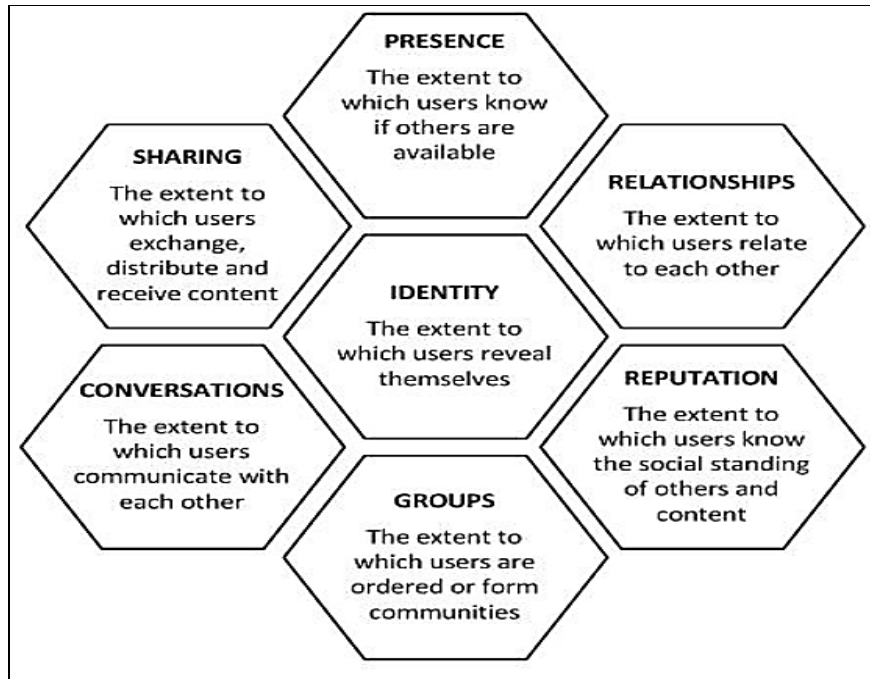 PRESENCE
The extent to
which users know
if others are
available
SHARING
The extent to
which users
exchange,
distribute and
receive content
RELATIONSHIPS
The extent to
which users relate
to each other
IDENTITY
The extent to
which users reveal
themselves
CONVERSATIONS
The extent to
which users
communicate with
each other
REPUTATION
The extent to
which users know
the social standing
of others and
content
GROUPS
The extent to
which users are
ordered or form
communities